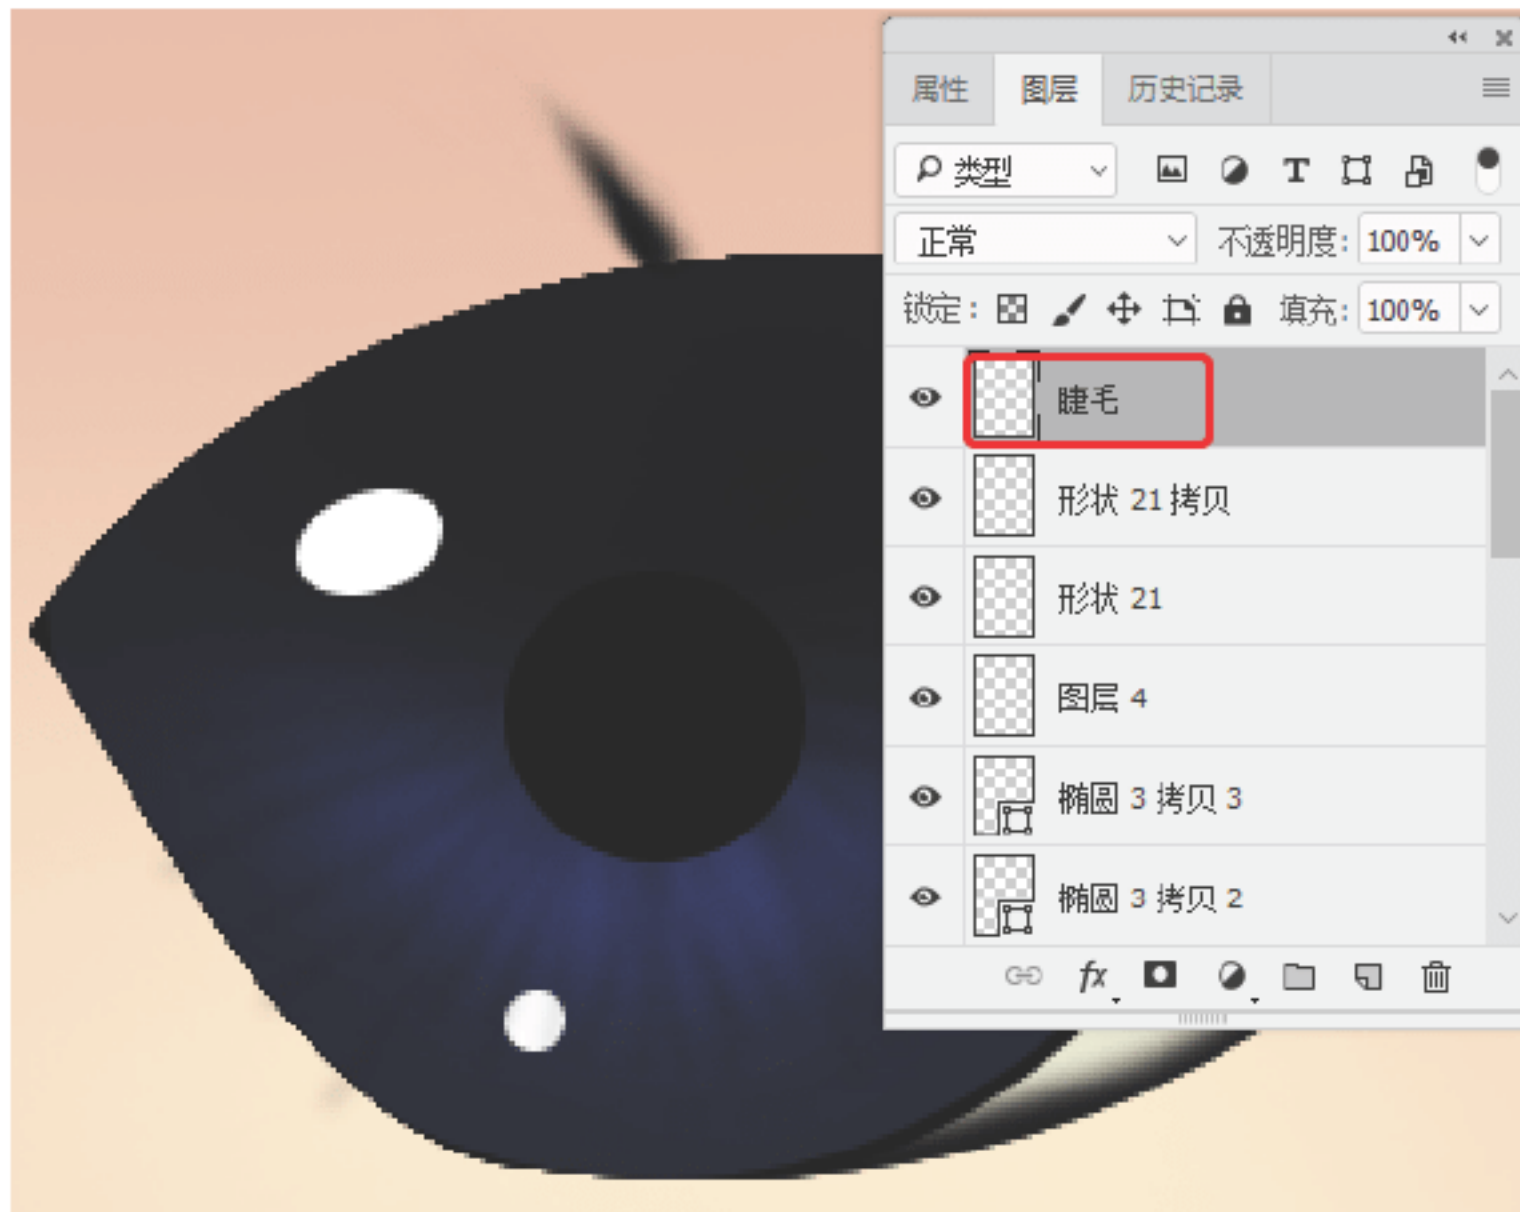 属性 图层 历史记录
类型
正常 不透明度: 100%
锁定: 填充: 100%
睫毛
形状 21 拷贝
形状 21
图层 4
椭圆 3 拷贝 3
椭圆 3 拷贝 2
fx